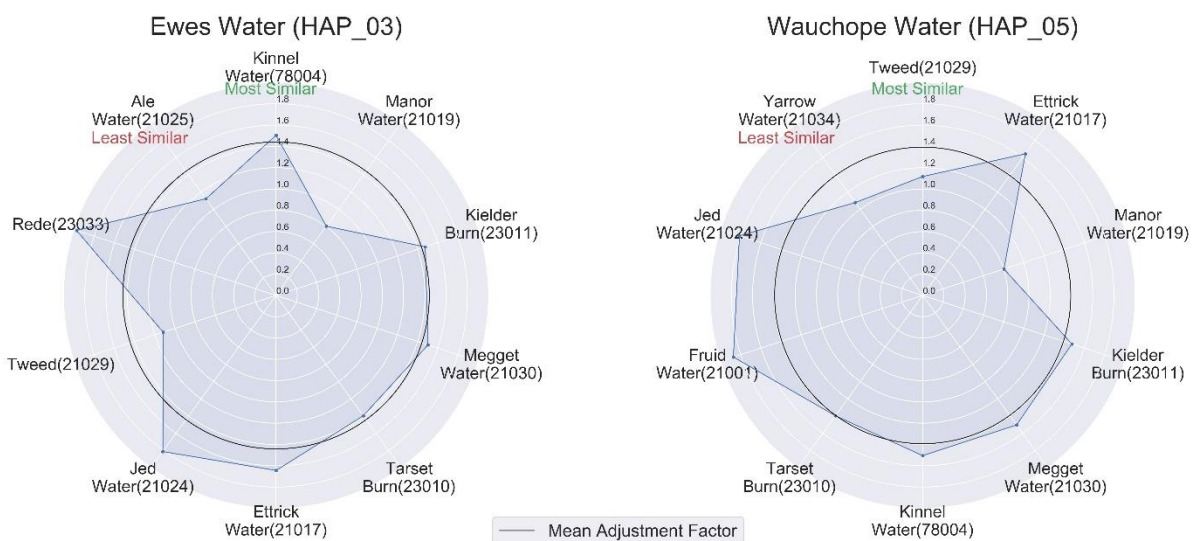 Ewes Water (HAP_03)
Kinnel
Water(78004)
Most Similar
Manor
Water(21019)
Kielder
Burn(23011)
Megget
Water(21030)
Tarset
Burn(23010)
Ettrick
Water(21017)
Jed
Water(21024)
Tweed(21029)
Rede(23033)
Ale
Water(21025)
Least Similar
1.8
1.6
1.4
1.2
1.0
0.8
0.6
0.4
0.2
0.0
Wauchope Water (HAP_05)
Tweed(21029)
Most Similar
Ettrick
Water(21017)
Manor
Water(21019)
Kielder
Burn(23011)
Megget
Water(21030)
Kinnel
Water(78004)
Tarset
Burn(23010)
Fruid
Water(21001)
Jed
Water(21024)
Yarrow
Water(21034)
Least Similar
1.8
1.6
1.4
1.2
1.0
0.8
0.6
0.4
0.2
0.0
Mean Adjustment Factor